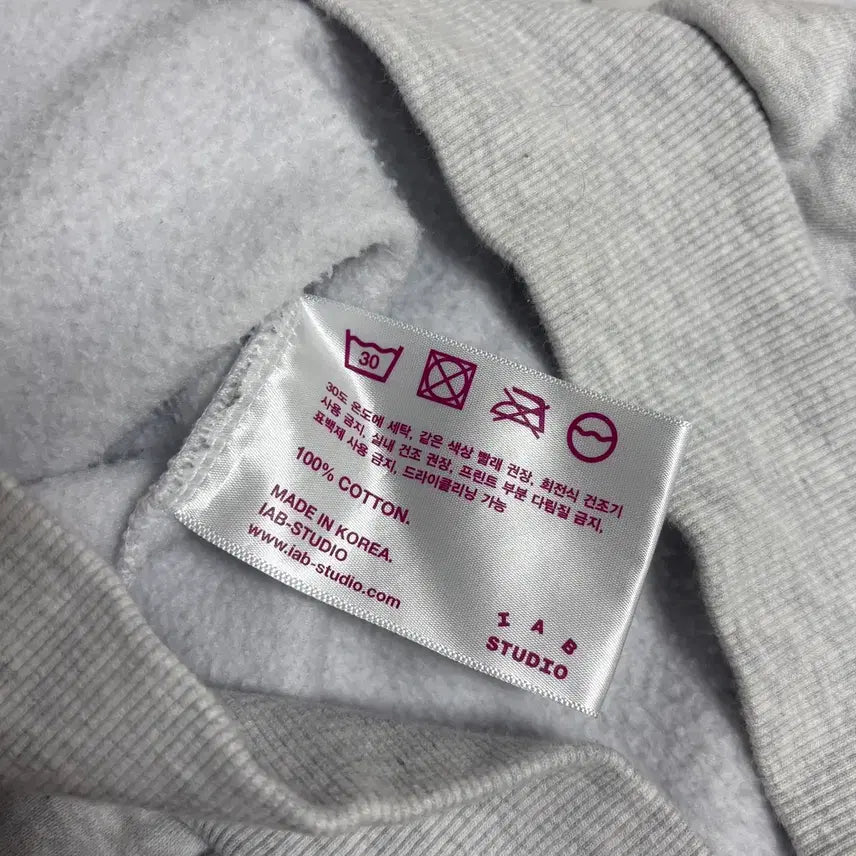 30
30도 온도에 세탁, 같은 색상 빨래 권장, 회전식 건조기
사용 금지, 실내 건조 권장, 프린트 부분 다림질 금지,
표백제 사용 금지, 드라이클리닝 가능
100% COTTON.
MADE IN KOREA.
IAB-STUDIO
www.iab-studio.com
I A B
STUDIO